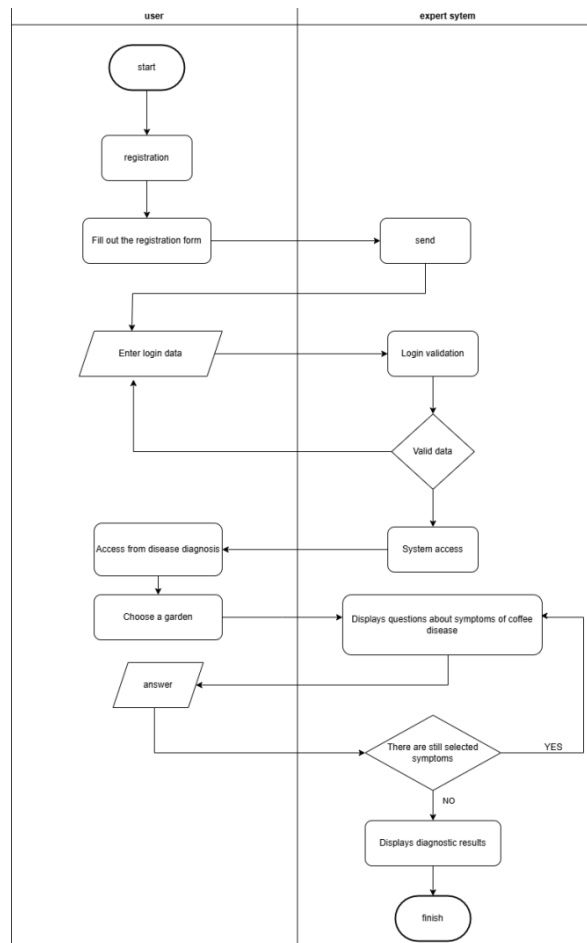 user
expert sytem
start
registration
Fill out the registration form
send
Enter login data
Login validation
Valid data
System access
Access from disease diagnosis
Choose a garden
Displays questions about symptoms of coffee
disease
answer
There are still selected
symptoms
YES
NO
Displays diagnostic results
finish